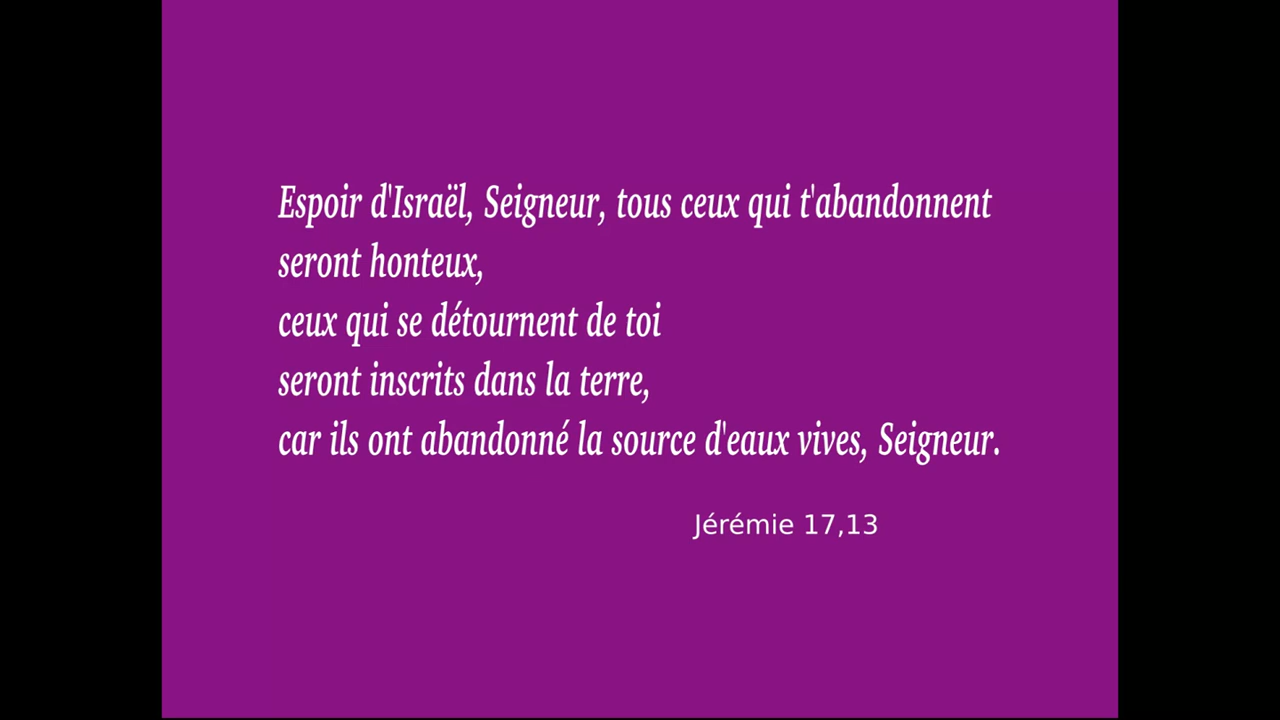 Espoir d'Israël, Seigneur, tous ceux qui t'abandonnent
seront honteux,
ceux qui se détournent de toi
seront inscrits dans la terre,
car ils ont abandonné la source d'eaux vives, Seigneur.
Jérémie 17,13